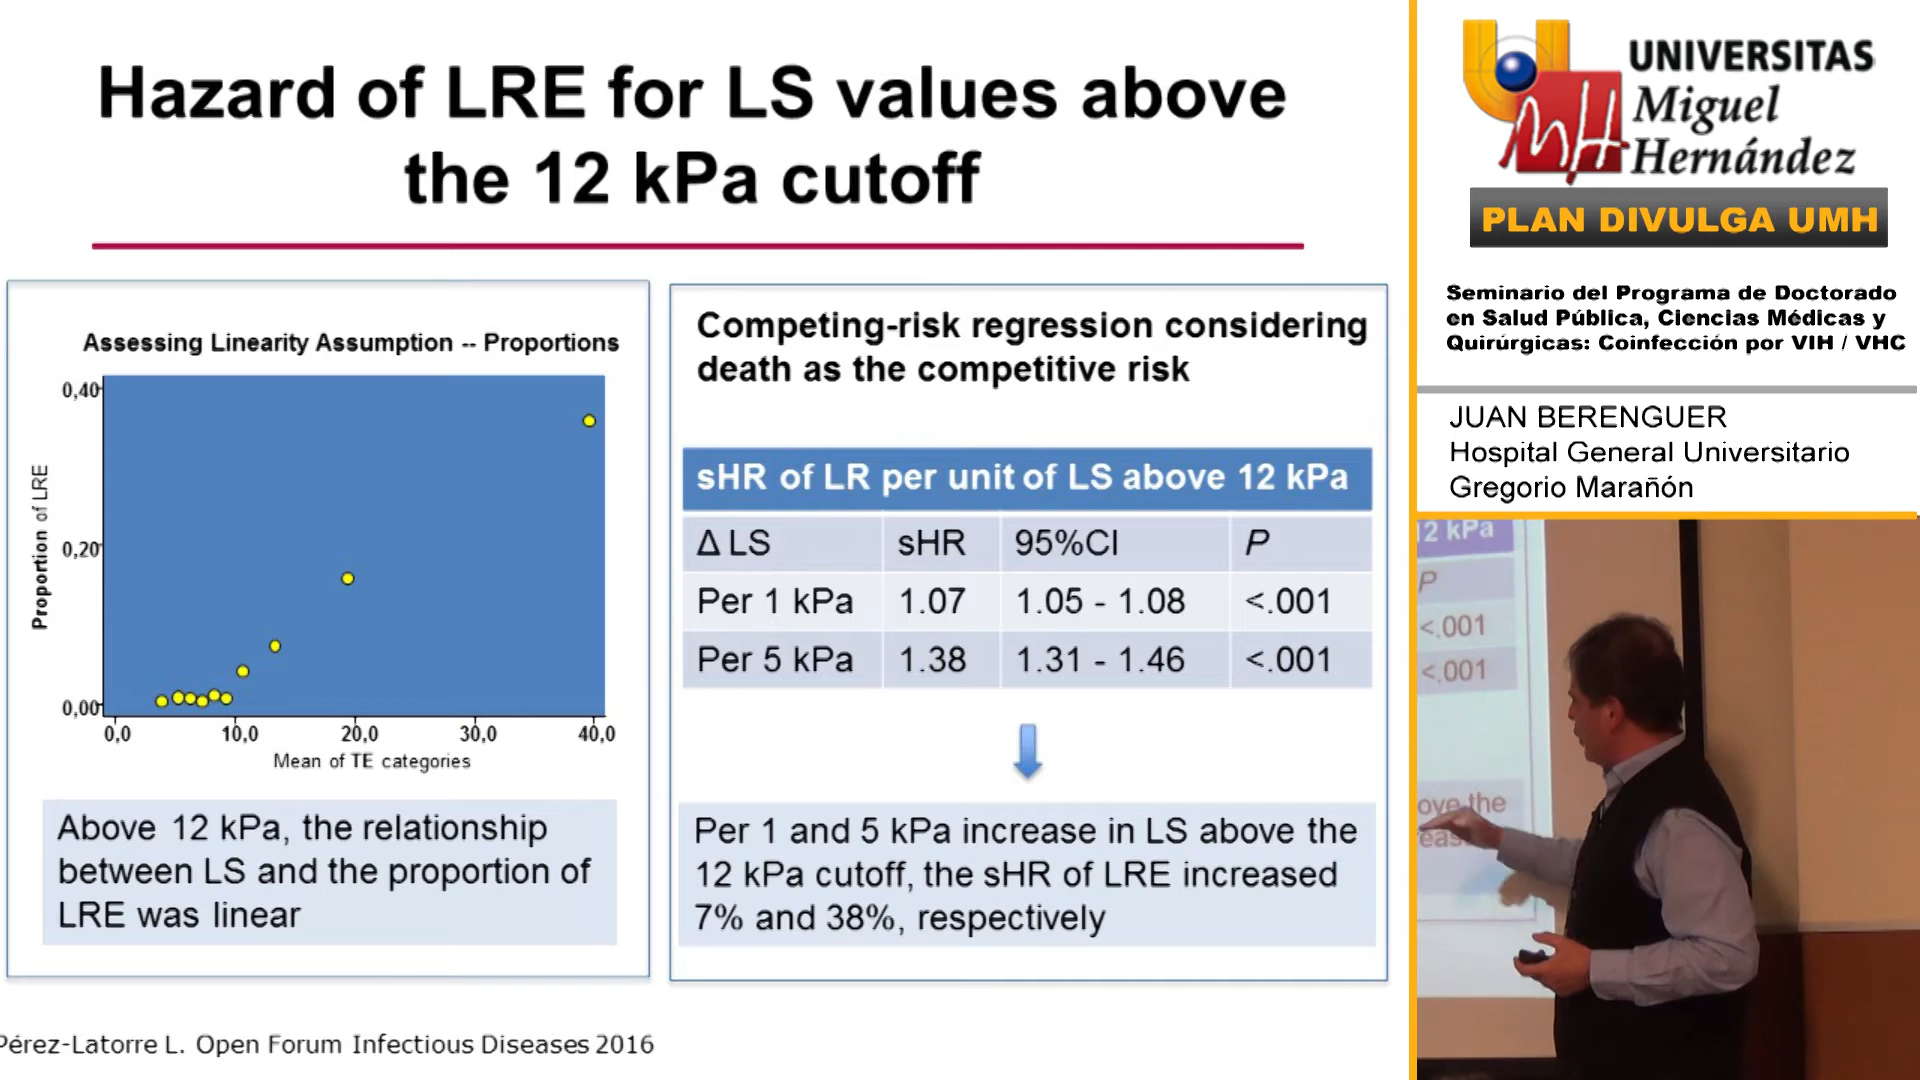 Hazard of LRE for LS values above
the 12 kPa cutoff
Assessing Linearity Assumption -- Proportions
0,40
0,20
0,00
Proportion of LRE
0,0 10,0 20,0 30,0 40,0
Mean of TE categories
Above 12 kPa, the relationship
between LS and the proportion of
LRE was linear
Competing-risk regression considering
death as the competitive risk
sHR of LR per unit of LS above 12 kPa
Δ LS sHR 95%CI P
Per 1 kPa 1.07 1.05 - 1.08 <.001
Per 5 kPa 1.38 1.31 - 1.46 <.001
Per 1 and 5 kPa increase in LS above the
12 kPa cutoff, the sHR of LRE increased
7% and 38%, respectively
Pérez-Latorre L. Open Forum Infectious Diseases 2016
UNIVERSITAS
Miguel
Hernández
PLAN DIVULGA UMH
Seminario del Programa de Doctorado
en Salud Pública, Ciencias Médicas y
Quirúrgicas: Coinfección por VIH / VHC
JUAN BERENGUER
Hospital General Universitario
Gregorio Marañón
12 kPa
P
<.001
<.001
the